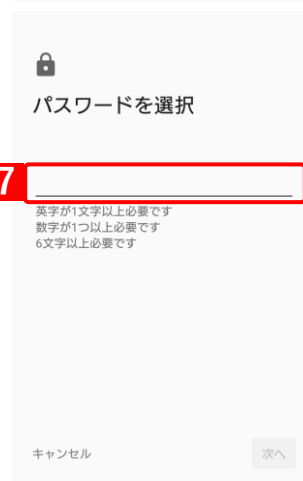 パスワードを選択
7
英字が1文字以上必要です
数字が1つ以上必要です
6文字以上必要です
キャンセル
次へ